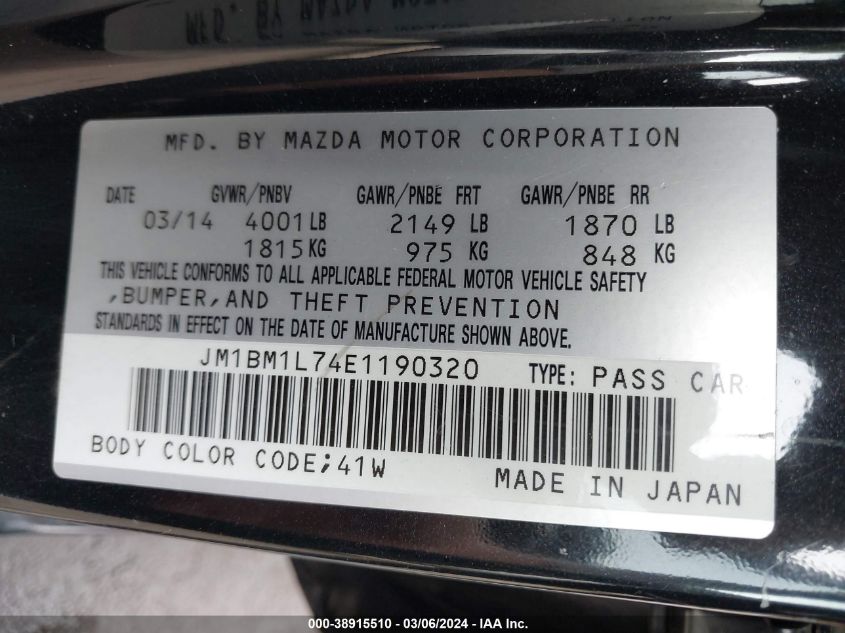 MFD. BY MAZDA MOTOR CORPORATION
DATE GVWR/PNBV GAWR/PNBE FRT GAWR/PNBE RR
03/14 4001 LB 2149 LB 1870 LB
1815 KG 975 KG 848 KG
THIS VEHICLE CONFORMS TO ALL APPLICABLE FEDERAL MOTOR VEHICLE SAFETY
,BUMPER,AND THEFT PREVENTION
STANDARDS IN EFFECT ON THE DATE OF MANUFACTURE SHOWN ABOVE.
JM1BM1L74E1190320 TYPE: PASS CAR
BODY COLOR CODE;41W MADE IN JAPAN
000-38915510 - 03/06/2024 - IAA Inc.